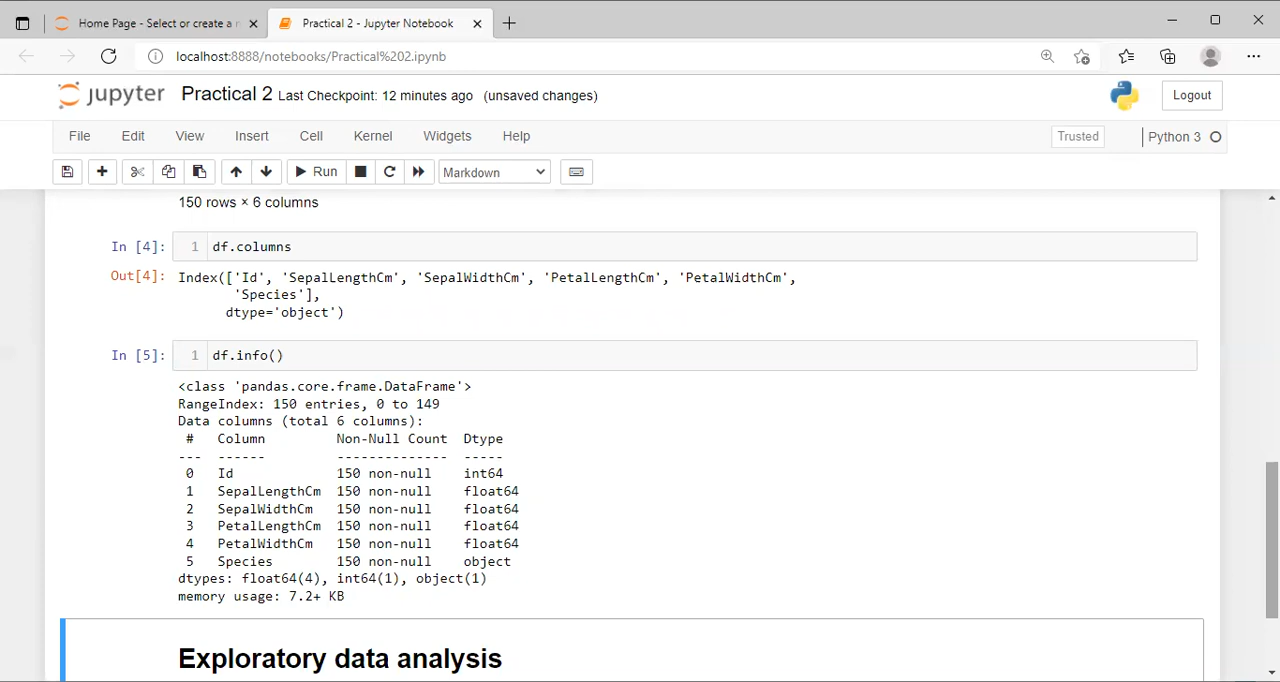 Home Page - Select or create a n
Practical 2 - Jupyter Notebook
localhost:8888/notebooks/Practical%202.ipynb
jupyter Practical 2 Last Checkpoint: 12 minutes ago (unsaved changes)
Logout
File Edit View Insert Cell Kernel Widgets Help
Trusted
Python 3
Run
Markdown
150 rows × 6 columns
In [4]: 1 df.columns
Out[4]: Index(['Id', 'SepalLengthCm', 'SepalWidthCm', 'PetalLengthCm', 'PetalWidthCm',
'Species'],
dtype='object')
In [5]: 1 df.info()
<class 'pandas.core.frame.DataFrame'>
RangeIndex: 150 entries, 0 to 149
Data columns (total 6 columns):
# Column Non-Null Count Dtype
--- ------ -------------- -----
0 Id 150 non-null int64
1 SepalLengthCm 150 non-null float64
2 SepalWidthCm 150 non-null float64
3 PetalLengthCm 150 non-null float64
4 PetalWidthCm 150 non-null float64
5 Species 150 non-null object
dtypes: float64(4), int64(1), object(1)
memory usage: 7.2+ KB
Exploratory data analysis